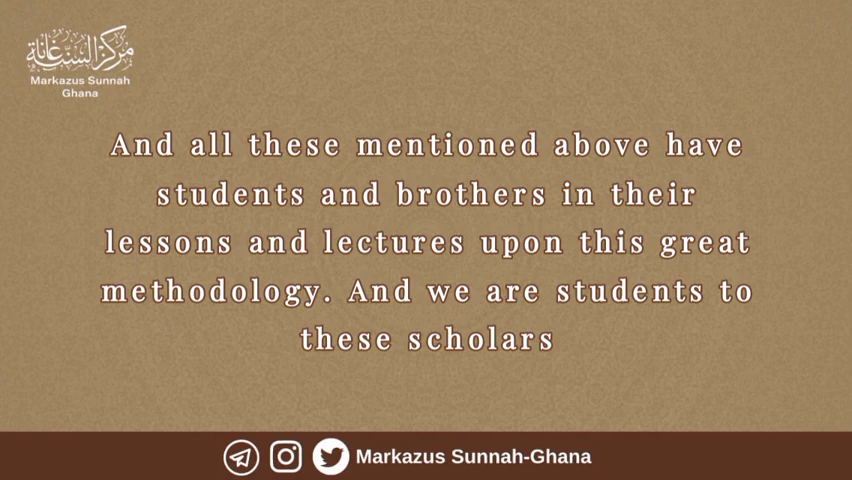 مركز السنة غانة
Markazus Sunnah
Ghana
And all these mentioned above have
students and brothers in their
lessons and lectures upon this great
methodology. And we are students to
these scholars
Markazus Sunnah-Ghana